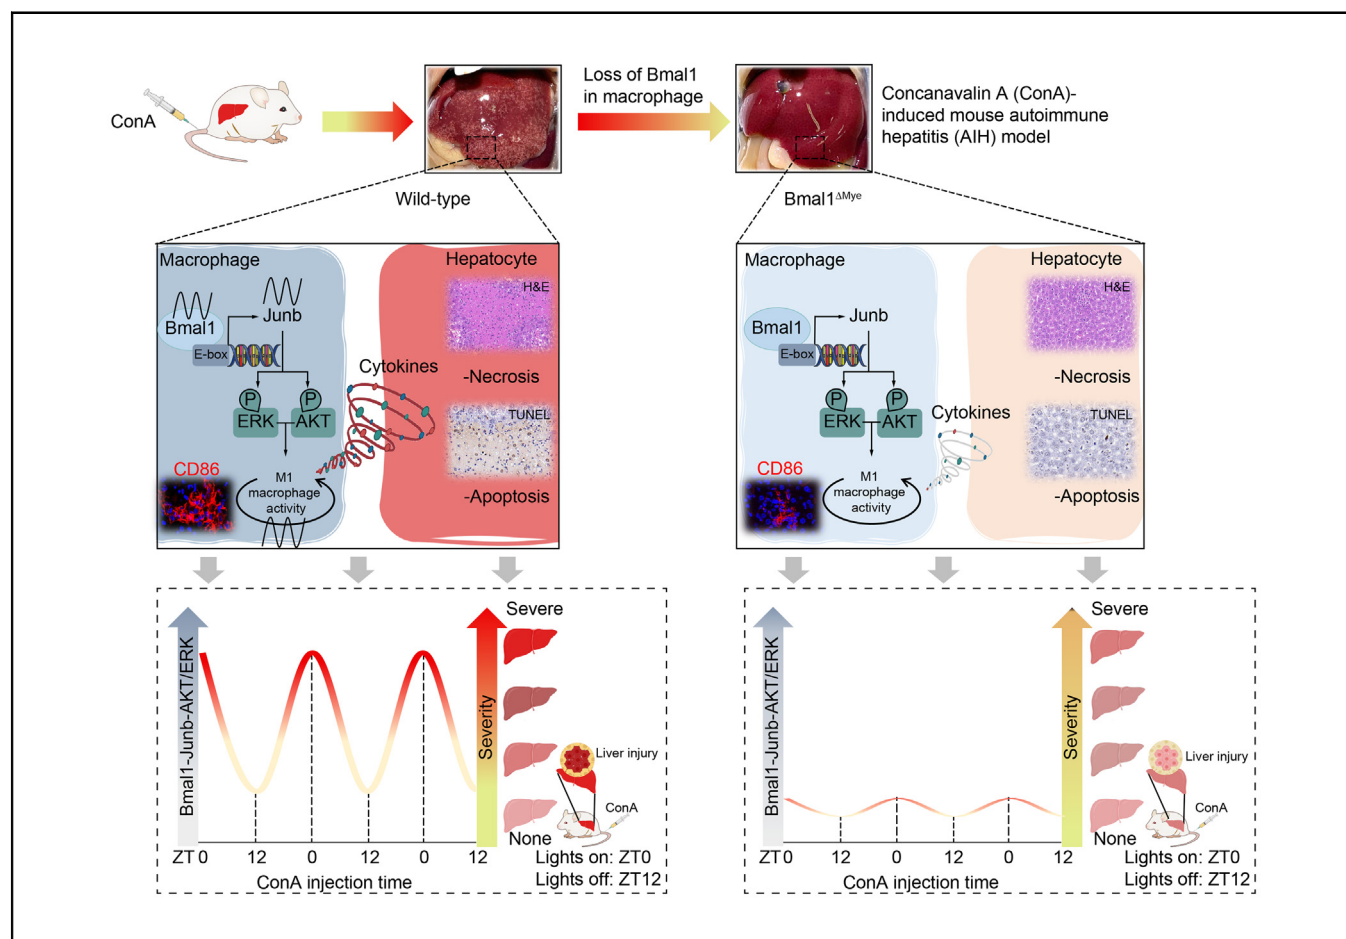 ConA
Loss of Bmal1
in macrophage
Concanavalin A (ConA)-
induced mouse autoimmune
hepatitis (AIH) model
Wild-type
Bmal1ΔMye
Macrophage
Junb
Bmal1
E-box
P
P
ERK
AKT
CD86
M1
macrophage
activity
Cytokines
Hepatocyte
H&E
-Necrosis
TUNEL
-Apoptosis
Macrophage
Junb
Bmal1
E-box
P
P
ERK
AKT
CD86
M1
macrophage
activity
Cytokines
Hepatocyte
H&E
-Necrosis
TUNEL
-Apoptosis
Bmal1-Junb-AKT/ERK
Severity
Severe
Liver injury
ConA
None
ZT 0 12 0 12 0 12
ConA injection time
Lights on: ZT0
Lights off: ZT12
Bmal1-Junb-AKT/ERK
Severity
Severe
Liver injury
ConA
None
ZT 0 12 0 12 0 12
ConA injection time
Lights on: ZT0
Lights off: ZT12